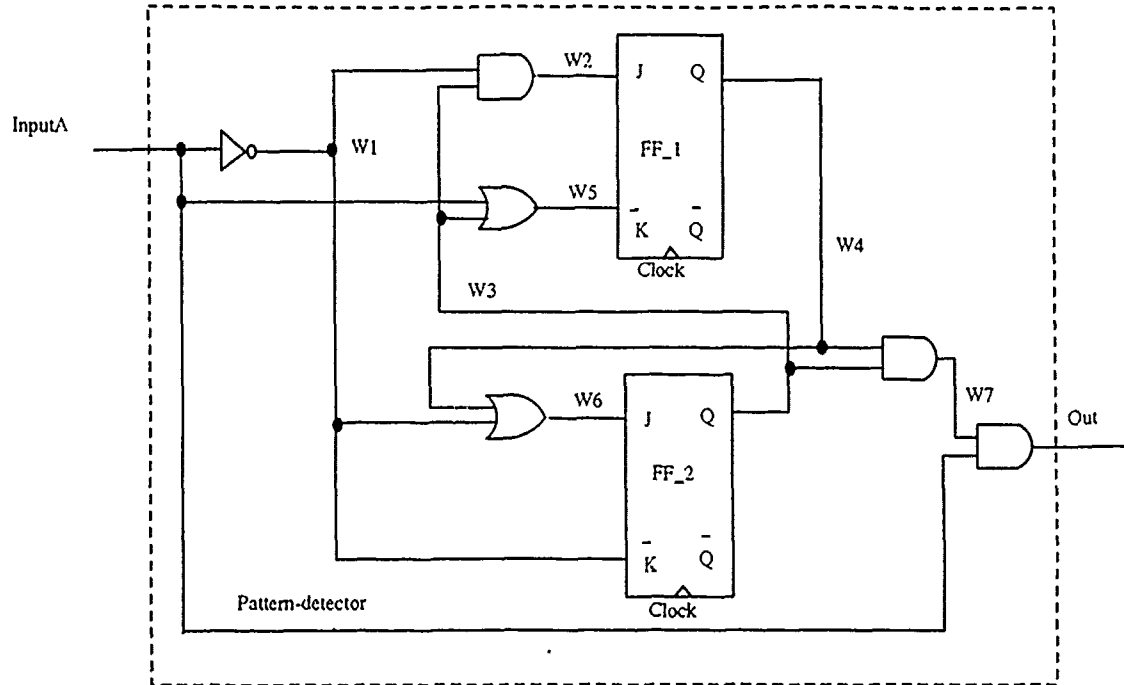 InputA
W1
W2
J Q
FF_1
W5
K̅ Q̅
Clock
W4
W3
W6
J Q
FF_2
W7
Out
K̅ Q̅
Clock
Pattern-detector